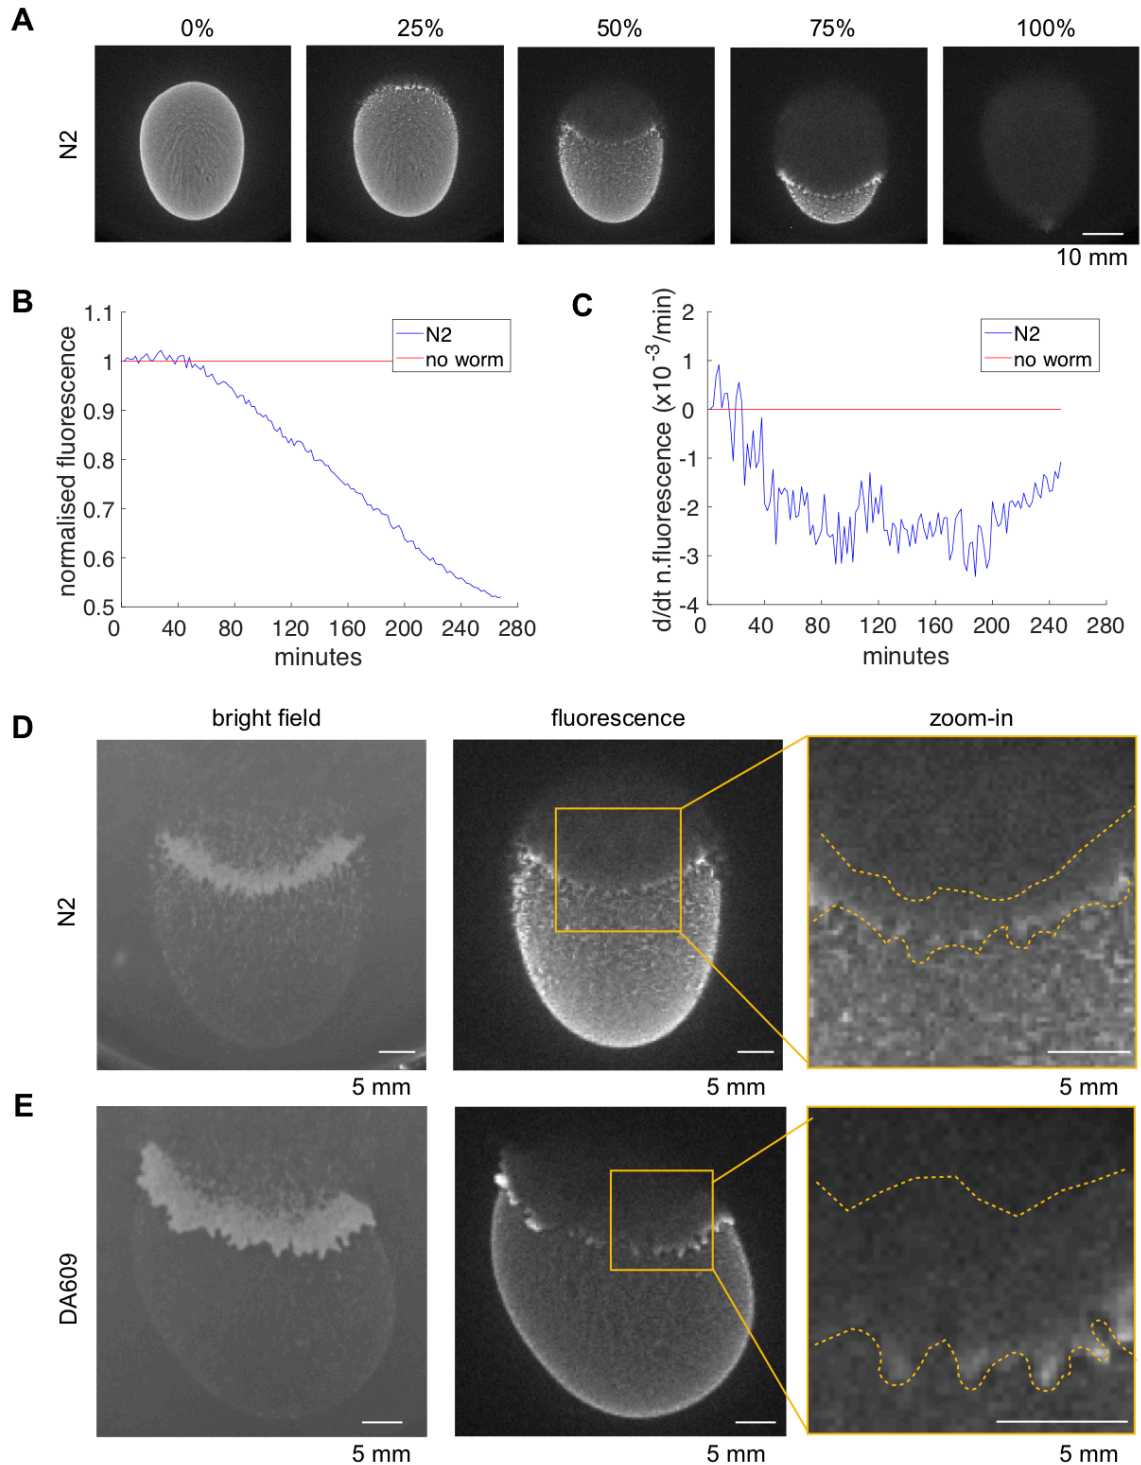 A
0% 25% 50% 75% 100%
N2
10 mm
B
1.1
1
0.9
0.8
0.7
0.6
0.5
0 40 80 120 160 200 240 280
minutes
normalised fluorescence
N2
no worm
C
2
1
0
-1
-2
-3
-4
0 40 80 120 160 200 240 280
minutes
d/dt n.fluorescence (x10⁻³/min)
N2
no worm
D
bright field fluorescence zoom-in
N2
5 mm 5 mm 5 mm
E
DA609
5 mm 5 mm 5 mm